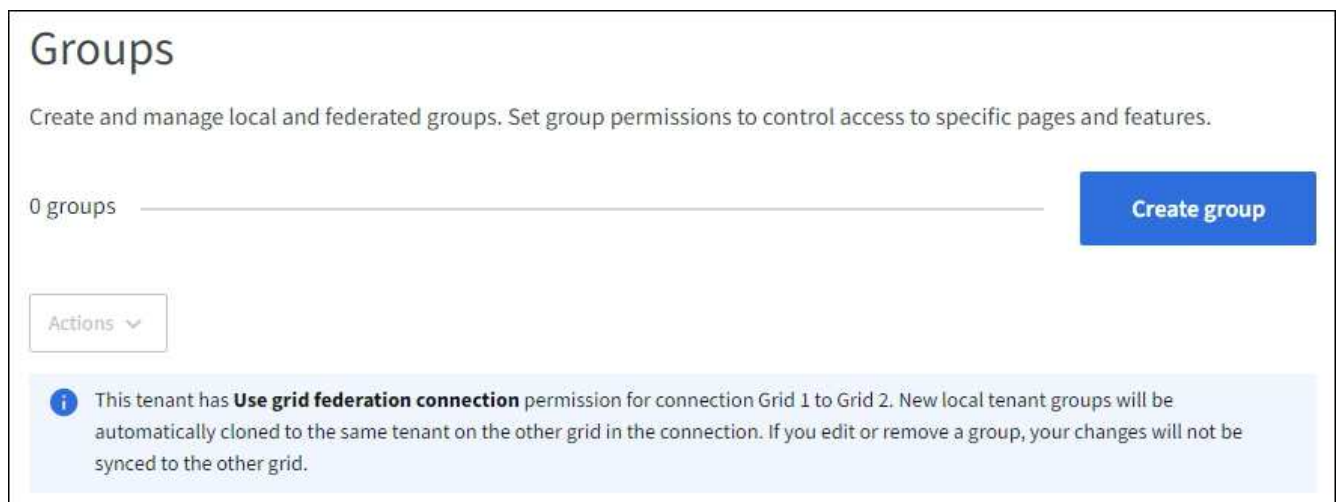 Groups
Create and manage local and federated groups. Set group permissions to control access to specific pages and features.
0 groups
Create group
Actions
This tenant has Use grid federation connection permission for connection Grid 1 to Grid 2. New local tenant groups will be
automatically cloned to the same tenant on the other grid in the connection. If you edit or remove a group, your changes will not be
synced to the other grid.